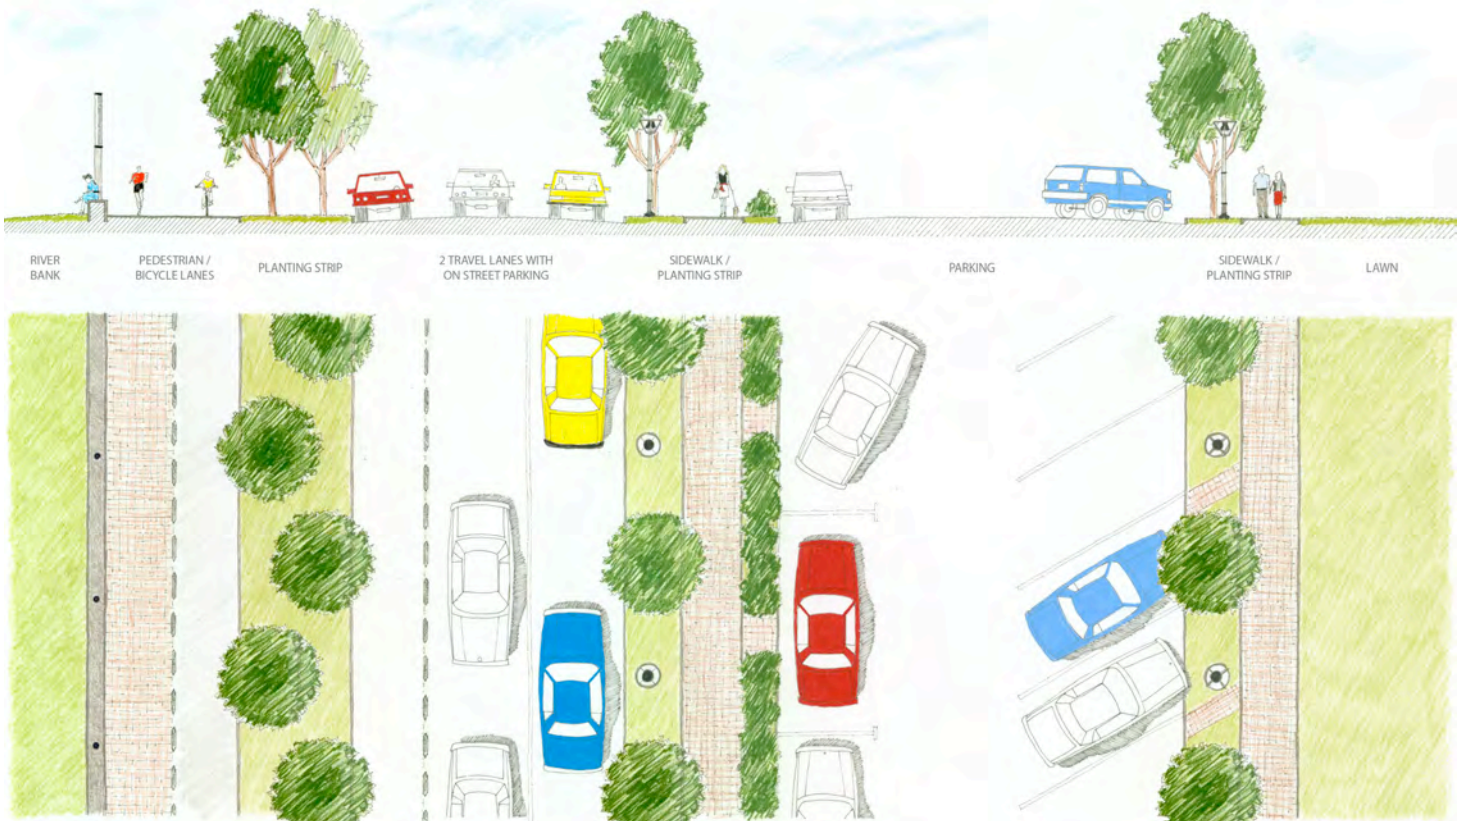 RIVER
BANK
PEDESTRIAN /
BICYCLE LANES
PLANTING STRIP
2 TRAVEL LANES WITH
ON STREET PARKING
SIDEWALK /
PLANTING STRIP
PARKING
SIDEWALK /
PLANTING STRIP
LAWN